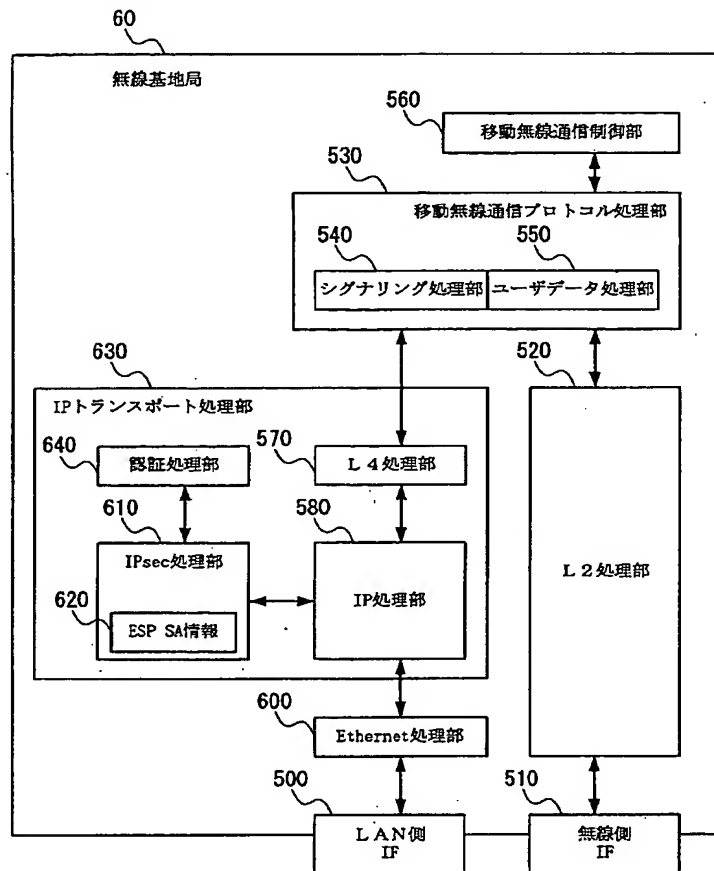 60
無線基地局
560
移動無線通信制御部
530
移動無線通信プロトコル処理部
540
550
シグナリング処理部
ユーザデータ処理部
630
520
IPトランスポート処理部
640
570
認証処理部
L4処理部
610
580
IPsec処理部
IP処理部
L2処理部
620
ESP SA情報
600
Ethernet処理部
500
510
LAN側
IF
無線側
IF